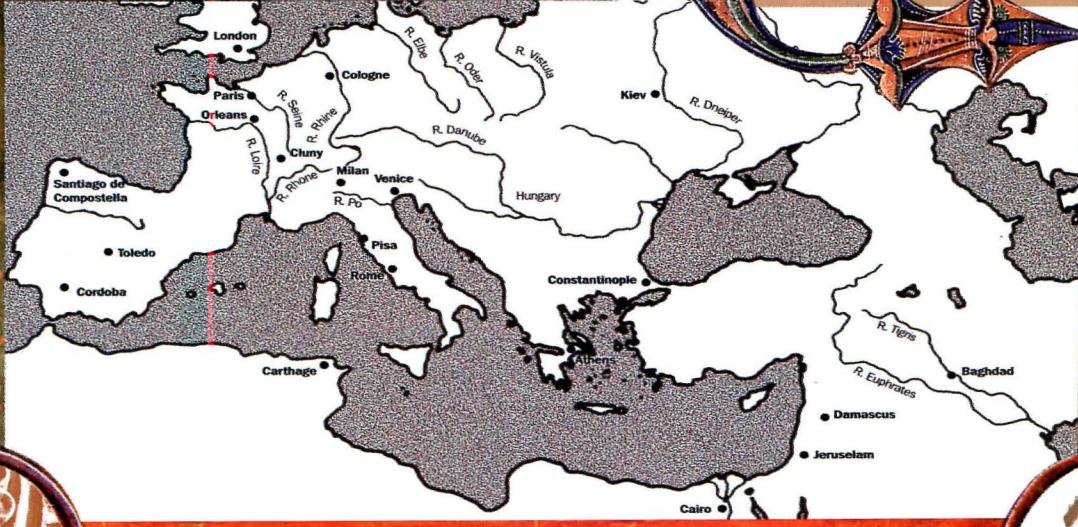 London
Cologne
R. Elbe
R. Oder
R. Vistula
Kiev
R. Dneiper
Paris
Orleans
R. Seine
R. Rhine
R. Loire
Cluny
R. Danube
R. Rhone
Milan
Venice
R. Po
Hungary
Santiago de
Compostella
Toledo
Cordoba
Pisa
Rome
Constantinople
Athens
Carthage
R. Tigris
R. Euphrates
Baghdad
Damascus
Jeruselam
Cairo